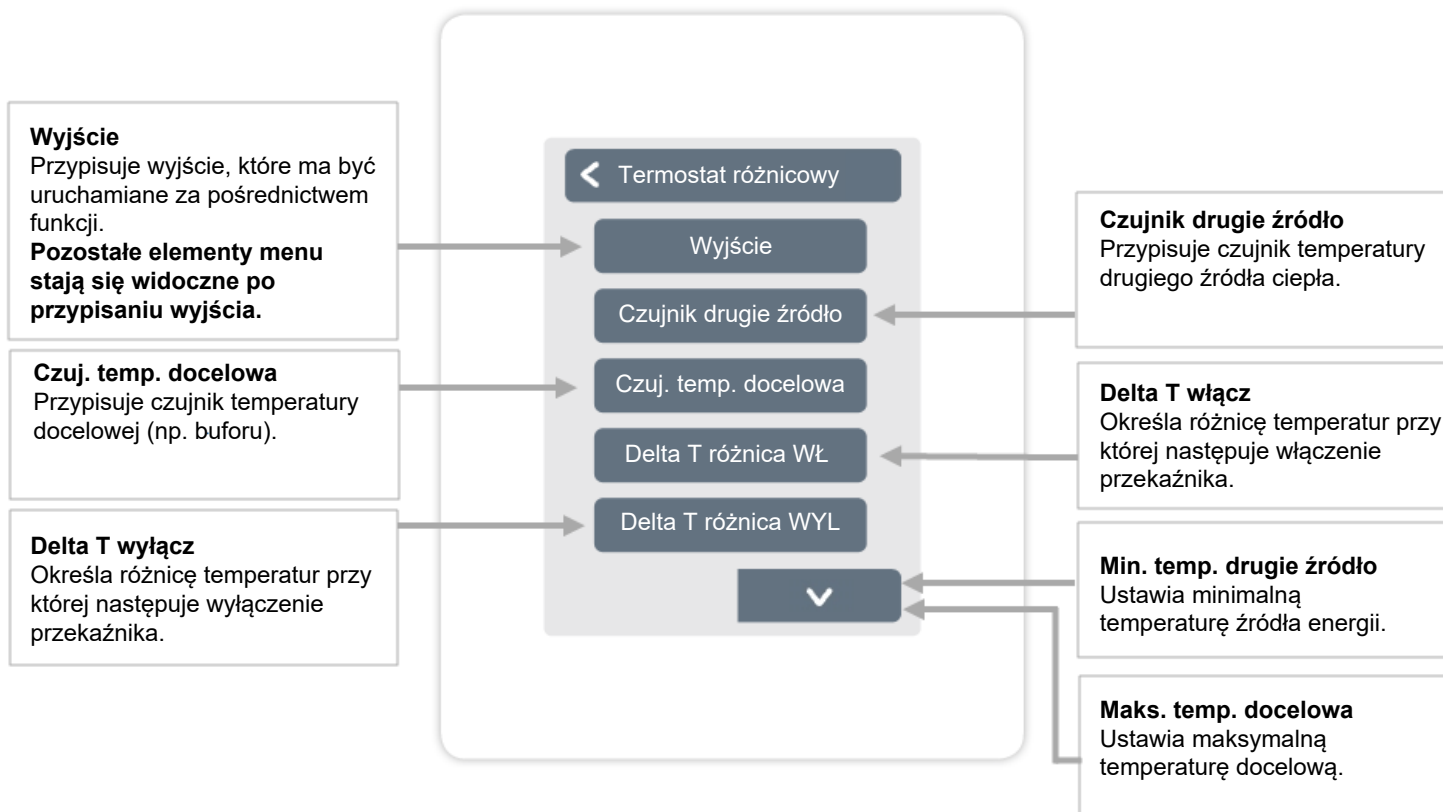 Wyjście
Przypisuje wyjście, które ma być
uruchamiane za pośrednictwem
funkcji.
Pozostałe elementy menu
stają się widoczne po
przypisaniu wyjścia.
Czuj. temp. docelowa
Przypisuje czujnik temperatury
docelowej (np. buforu).
Delta T wyłącz
Określa różnicę temperatur przy
której następuje wyłączenie
przekaźnika.
Termostat różnicowy
Wyjście
Czujnik drugie źródło
Czuj. temp. docelowa
Delta T różnica WŁ
Delta T różnica WYL
Czujnik drugie źródło
Przypisuje czujnik temperatury
drugiego źródła ciepła.
Delta T włącz
Określa różnicę temperatur przy
której następuje włączenie
przekaźnika.
Min. temp. drugie źródło
Ustawia minimalną
temperaturę źródła energii.
Maks. temp. docelowa
Ustawia maksymalną
temperaturę docelową.